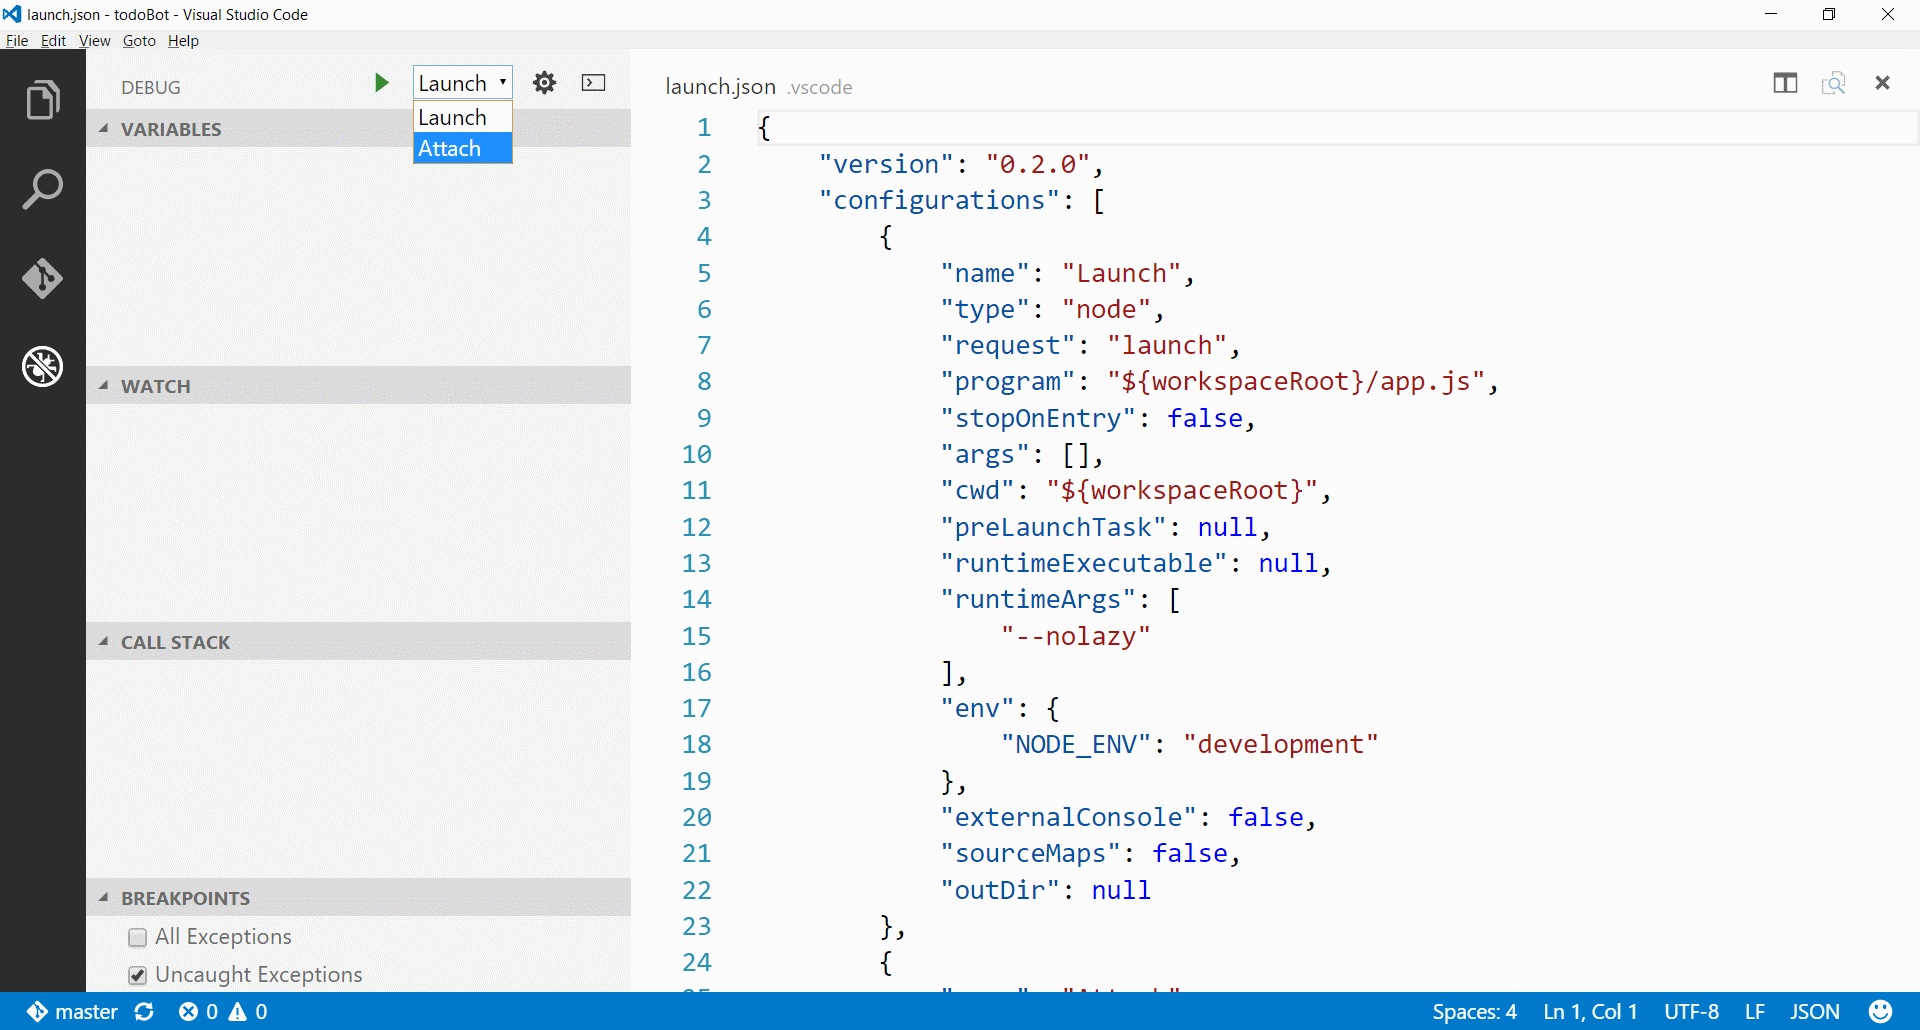 launch.json - todoBot - Visual Studio Code
File Edit View Goto Help
DEBUG
Launch
Launch
Attach
VARIABLES
WATCH
CALL STACK
BREAKPOINTS
All Exceptions
Uncaught Exceptions
launch.json .vscode
1 {
2 "version": "0.2.0",
3 "configurations": [
4 {
5 "name": "Launch",
6 "type": "node",
7 "request": "launch",
8 "program": "${workspaceRoot}/app.js",
9 "stopOnEntry": false,
10 "args": [],
11 "cwd": "${workspaceRoot}",
12 "preLaunchTask": null,
13 "runtimeExecutable": null,
14 "runtimeArgs": [
15 "--nolazy"
16 ],
17 "env": {
18 "NODE_ENV": "development"
19 },
20 "externalConsole": false,
21 "sourceMaps": false,
22 "outDir": null
23 },
24 {
master 0 0 Spaces: 4 Ln 1, Col 1 UTF-8 LF JSON